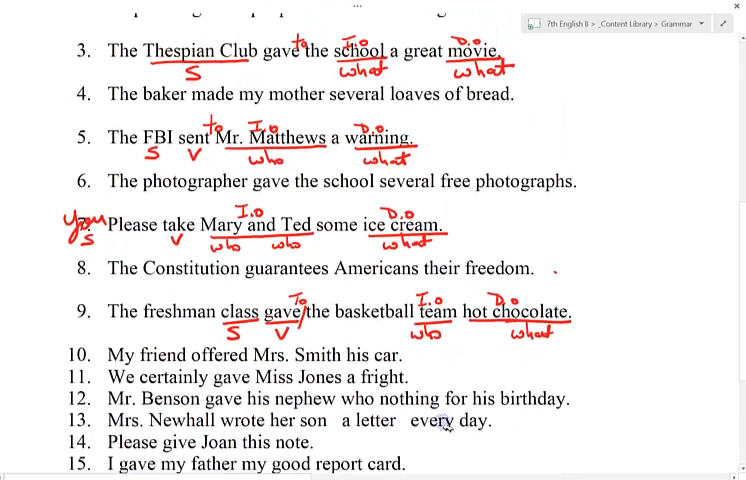 7th English II > _Content Library > Grammar
to I.O D.O
3. The Thespian Club gave the school a great movie.
S what what
4. The baker made my mother several loaves of bread.
to I.O D.O
5. The FBI sent Mr. Matthews a warning.
S V who what
6. The photographer gave the school several free photographs.
I.O D.O
You 7. Please take Mary and Ted some ice cream.
S V who who what
8. The Constitution guarantees Americans their freedom.
To I.O D.O
9. The freshman class gave the basketball team hot chocolate.
S V who what
10. My friend offered Mrs. Smith his car.
11. We certainly gave Miss Jones a fright.
12. Mr. Benson gave his nephew who nothing for his birthday.
13. Mrs. Newhall wrote her son a letter every day.
14. Please give Joan this note.
15. I gave my father my good report card.